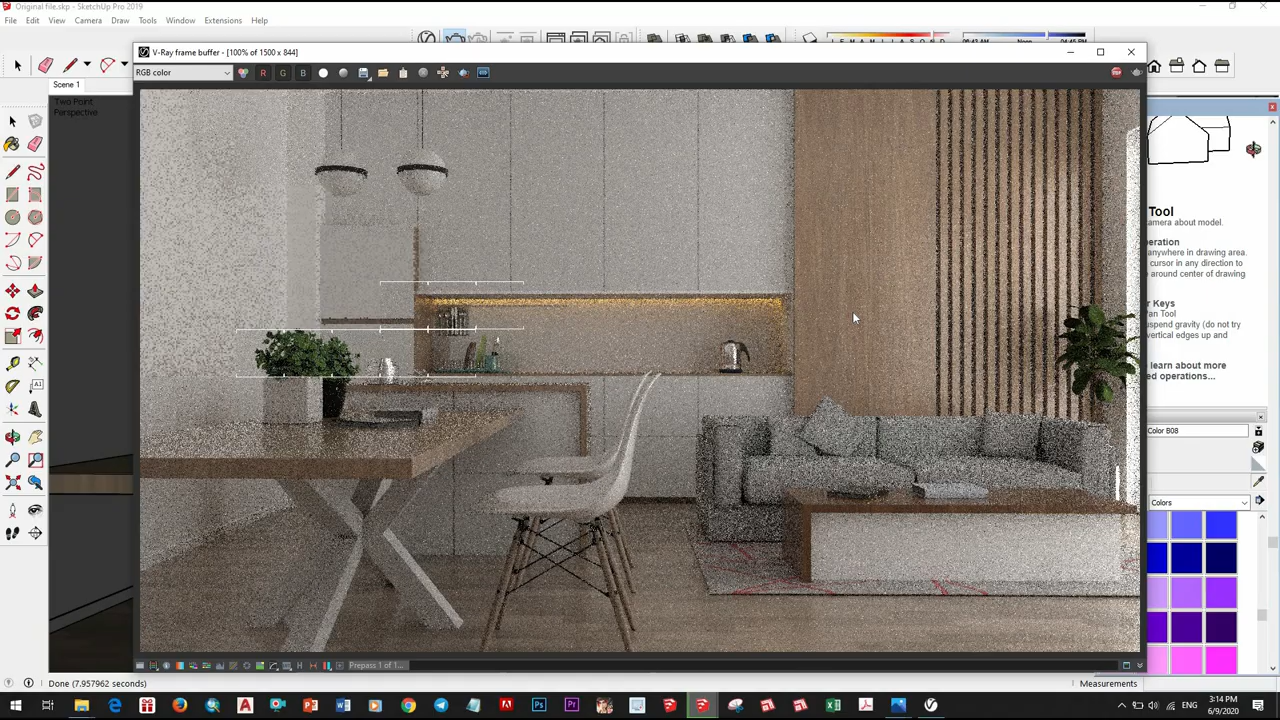 Original file.skp - SketchUp Pro 2019
File Edit View Camera Draw Tools Window Extensions Help
V-Ray frame buffer - [100% of 1500 x 844]
RGB color
R G B
Scene 1
Two Point
Perspective
Tool
camera about model.
eration
anywhere in drawing area.
cursor in any direction to
around center of drawing
r Keys
an Tool
suspend gravity (do not try
vertical edges up and
learn about more
ed operations...
Color B08
Colors
Prepass 1 of 1...
Done (7.957962 seconds)
Measurements
3:14 PM
6/9/2020